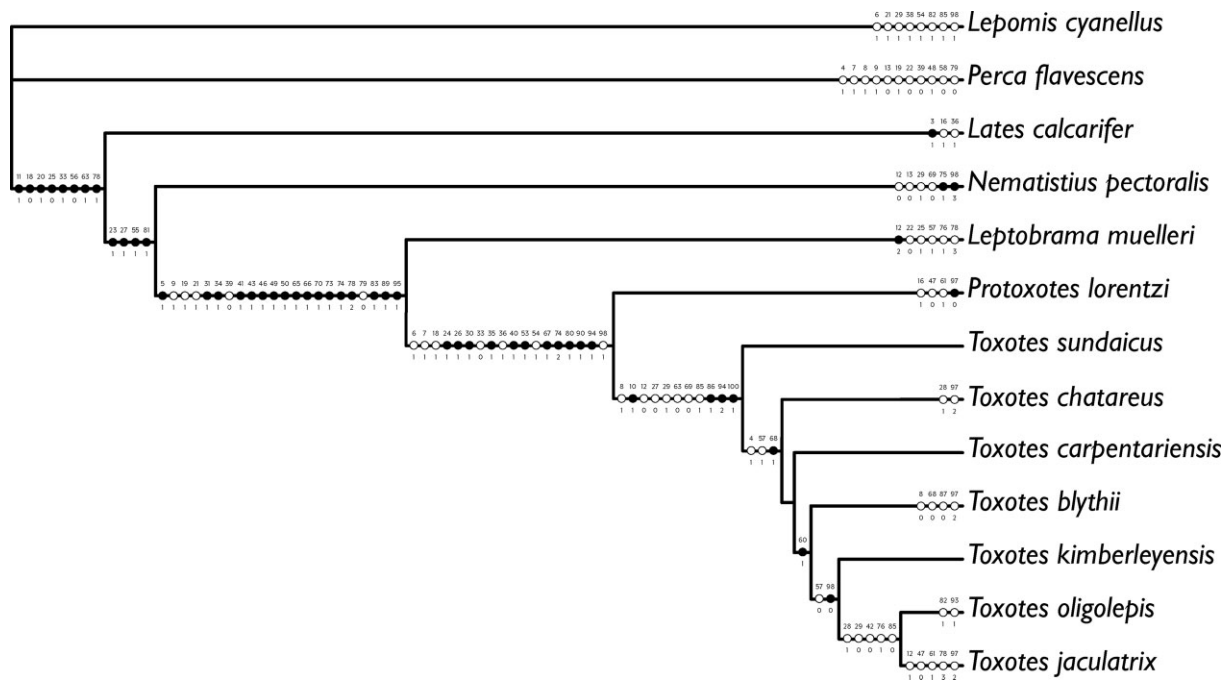 6 21 29 38 54 82 85 98
Lepomis cyanellus
1 1 1 1 1 1 1 1
4 7 8 9 13 19 22 39 48 58 79
Perca flavescens
1 1 1 1 0 1 0 0 1 0 0
3 16 36
Lates calcarifer
1 1 1
11 18 20 25 33 56 63 78
1 0 1 0 1 0 1 1
12 13 29 69 75 98
Nematistius pectoralis
0 0 1 0 1 3
23 27 55 81
1 1 1 1
12 22 25 57 76 78
Leptobrama muelleri
2 0 1 1 1 3
5 9 19 21 31 34 39 41 43 46 49 50 65 66 70 73 74 78 79 83 89 95
1 1 1 1 1 1 0 1 1 1 1 1 1 1 1 1 1 2 0 1 1 1
16 47 61 97
Protoxotes lorentzi
1 0 1 0
6 7 18 24 26 30 33 35 36 40 53 54 67 74 80 90 94 98
1 1 1 1 1 1 0 1 1 1 1 1 1 2 1 1 1 1
Toxotes sundaicus
8 10 12 27 29 63 69 85 86 94 100
1 1 0 0 1 0 0 1 1 2 1
28 97
Toxotes chatareus
1 2
4 57 68
1 1 1
Toxotes carpentariensis
8 68 87 97
Toxotes blythii
0 0 0 2
60
1
Toxotes kimberleyensis
57 98
0 0
82 93
Toxotes oligolepis
1 1
28 29 42 76 85
1 0 0 1 0
12 47 61 78 97
Toxotes jaculatrix
1 0 1 3 2